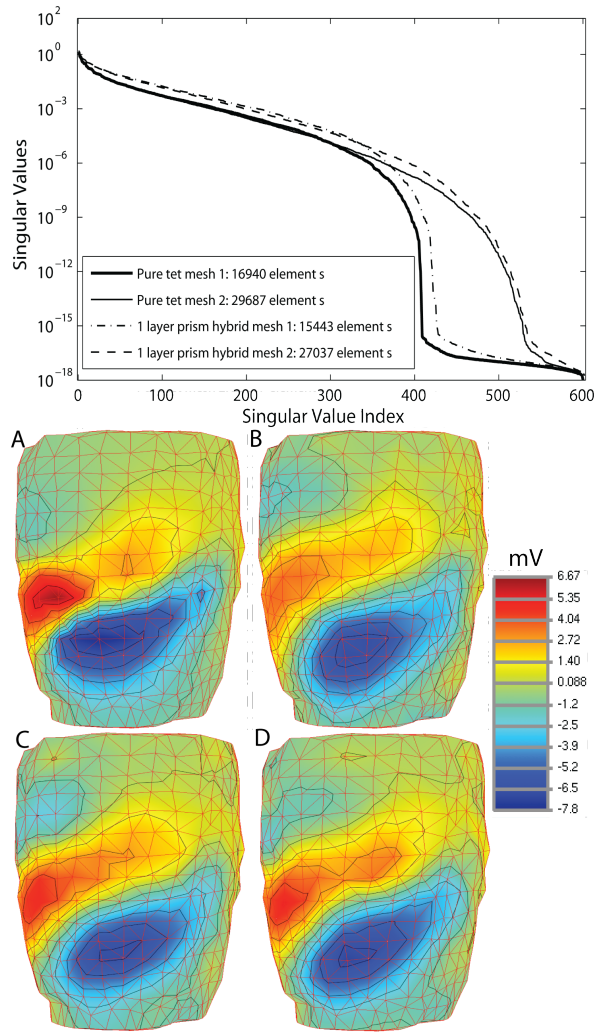 10^2
10^0
10^-3
10^-6
10^-9
10^-12
10^-15
10^-18
Singular Values
Pure tet mesh 1: 16940 element s
Pure tet mesh 2: 29687 element s
1 layer prism hybrid mesh 1: 15443 element s
1 layer prism hybrid mesh 2: 27037 element s
0 100 200 300 400 500 600
Singular Value Index
A B
mV
6.67
5.35
4.04
2.72
1.40
0.088
-1.2
-2.5
-3.9
-5.2
-6.5
-7.8
C D